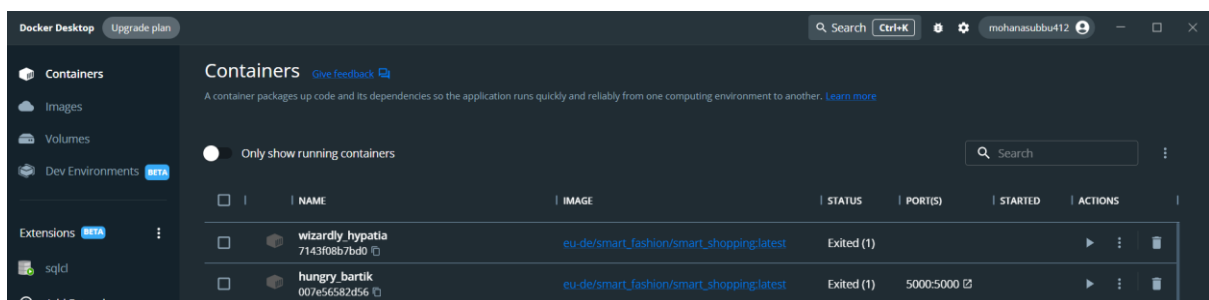 Docker Desktop Upgrade plan Search Ctrl+K mohanasubbu412
Containers
Images
Volumes
Dev Environments BETA
Extensions BETA
sqlcl
Containers Give feedback
A container packages up code and its dependencies so the application runs quickly and reliably from one computing environment to another. Learn more
Only show running containers Search
NAME IMAGE STATUS PORT(S) STARTED ACTIONS
wizardly_hypatia eu-de/smart_fashion/smart_shopping:latest Exited (1)
7143f08b7bd0
hungry_bartik eu-de/smart_fashion/smart_shopping:latest Exited (1) 5000:5000
007e56582d56